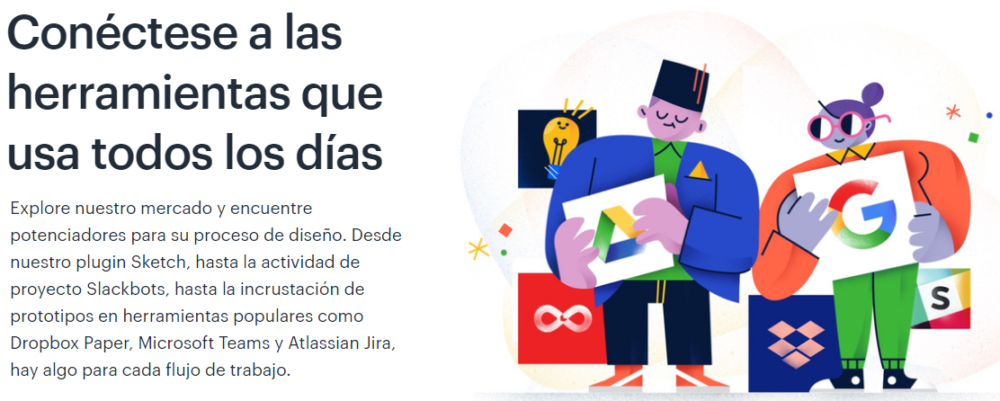 Conéctese a las
herramientas que
usa todos los días
Explore nuestro mercado y encuentre
potenciadores para su proceso de diseño. Desde
nuestro plugin Sketch, hasta la actividad de
proyecto Slackbots, hasta la incrustación de
prototipos en herramientas populares como
Dropbox Paper, Microsoft Teams y Atlassian Jira,
hay algo para cada flujo de trabajo.
G
S